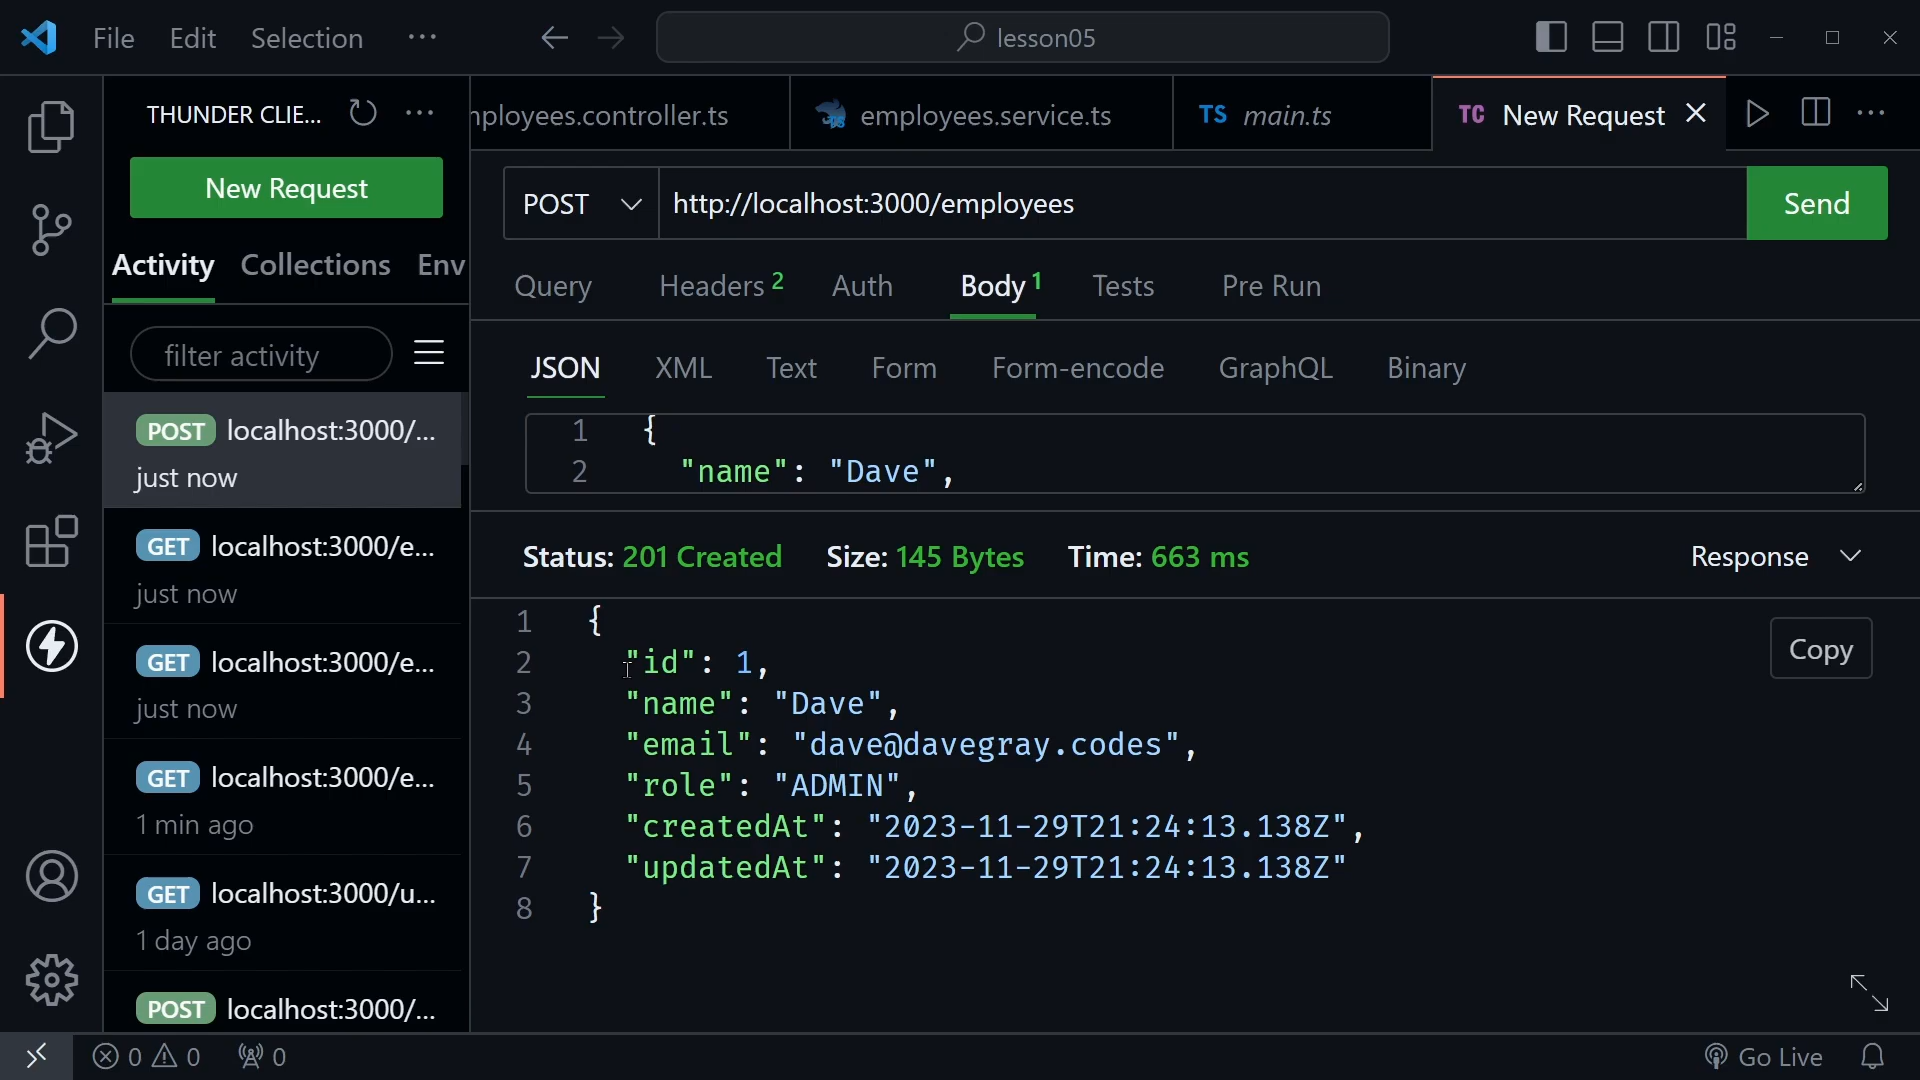 File Edit Selection ···
lesson05
THUNDER CLIE... ···
New Request
Activity Collections Env
filter activity
POST localhost:3000/...
just now
GET localhost:3000/e...
just now
GET localhost:3000/e...
just now
GET localhost:3000/e...
1 min ago
GET localhost:3000/u...
1 day ago
POST localhost:3000/...
mployees.controller.ts
employees.service.ts
TS main.ts
TC New Request
POST http://localhost:3000/employees Send
Query Headers 2 Auth Body 1 Tests Pre Run
JSON XML Text Form Form-encode GraphQL Binary
1 {
2 "name": "Dave",
Status: 201 Created Size: 145 Bytes Time: 663 ms Response
Copy
1 {
2 "id": 1,
3 "name": "Dave",
4 "email": "dave@davegray.codes",
5 "role": "ADMIN",
6 "createdAt": "2023-11-29T21:24:13.138Z",
7 "updatedAt": "2023-11-29T21:24:13.138Z"
8 }
0 0 0 Go Live